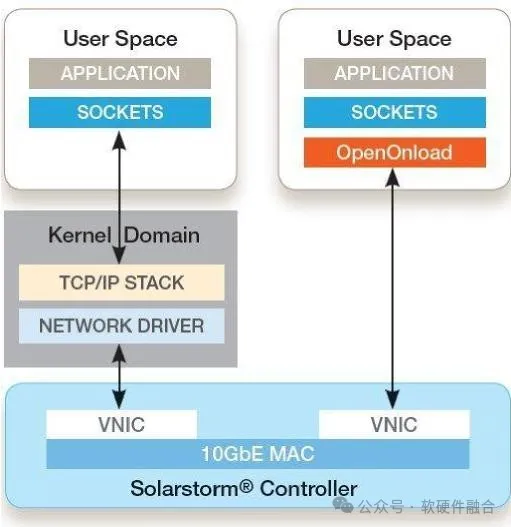 User Space
APPLICATION
SOCKETS
Kernel Domain
TCP/IP STACK
NETWORK DRIVER
User Space
APPLICATION
SOCKETS
OpenOnload
VNIC
VNIC
10GbE MAC
Solarstorm® Controller
公众号 · 软硬件融合